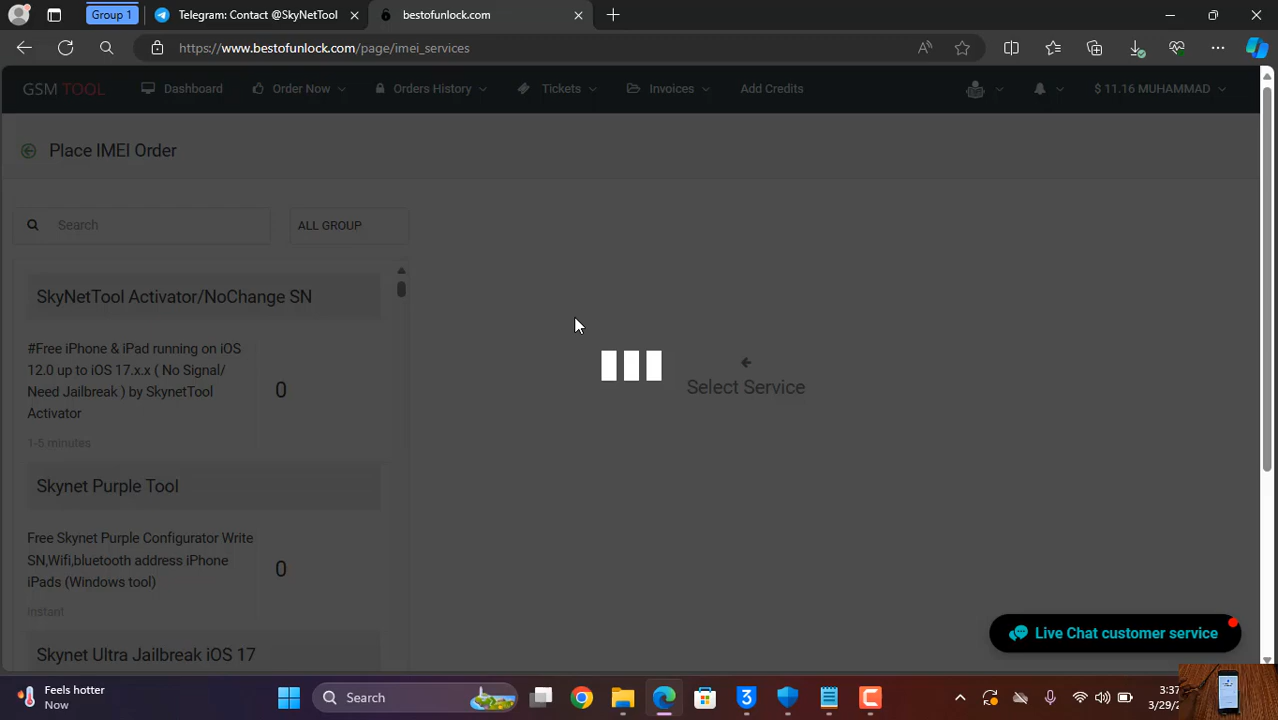 Group 1
Telegram: Contact @SkyNetTool
bestofunlock.com
https://www.bestofunlock.com/page/imei_services
GSM TOOL
Dashboard
Order Now
Orders History
Tickets
Invoices
Add Credits
$ 11.16 MUHAMMAD
Place IMEI Order
Search
ALL GROUP
SkyNetTool Activator/NoChange SN
#Free iPhone & iPad running on iOS
12.0 up to iOS 17.x.x ( No Signal/
Need Jailbreak ) by SkynetTool
Activator
0
1-5 minutes
Skynet Purple Tool
Free Skynet Purple Configurator Write
SN,Wifi,bluetooth address iPhone
iPads (Windows tool)
0
Instant
Skynet Ultra Jailbreak iOS 17
Select Service
Live Chat customer service
Feels hotter
Now
Search
3:37
3/29/2